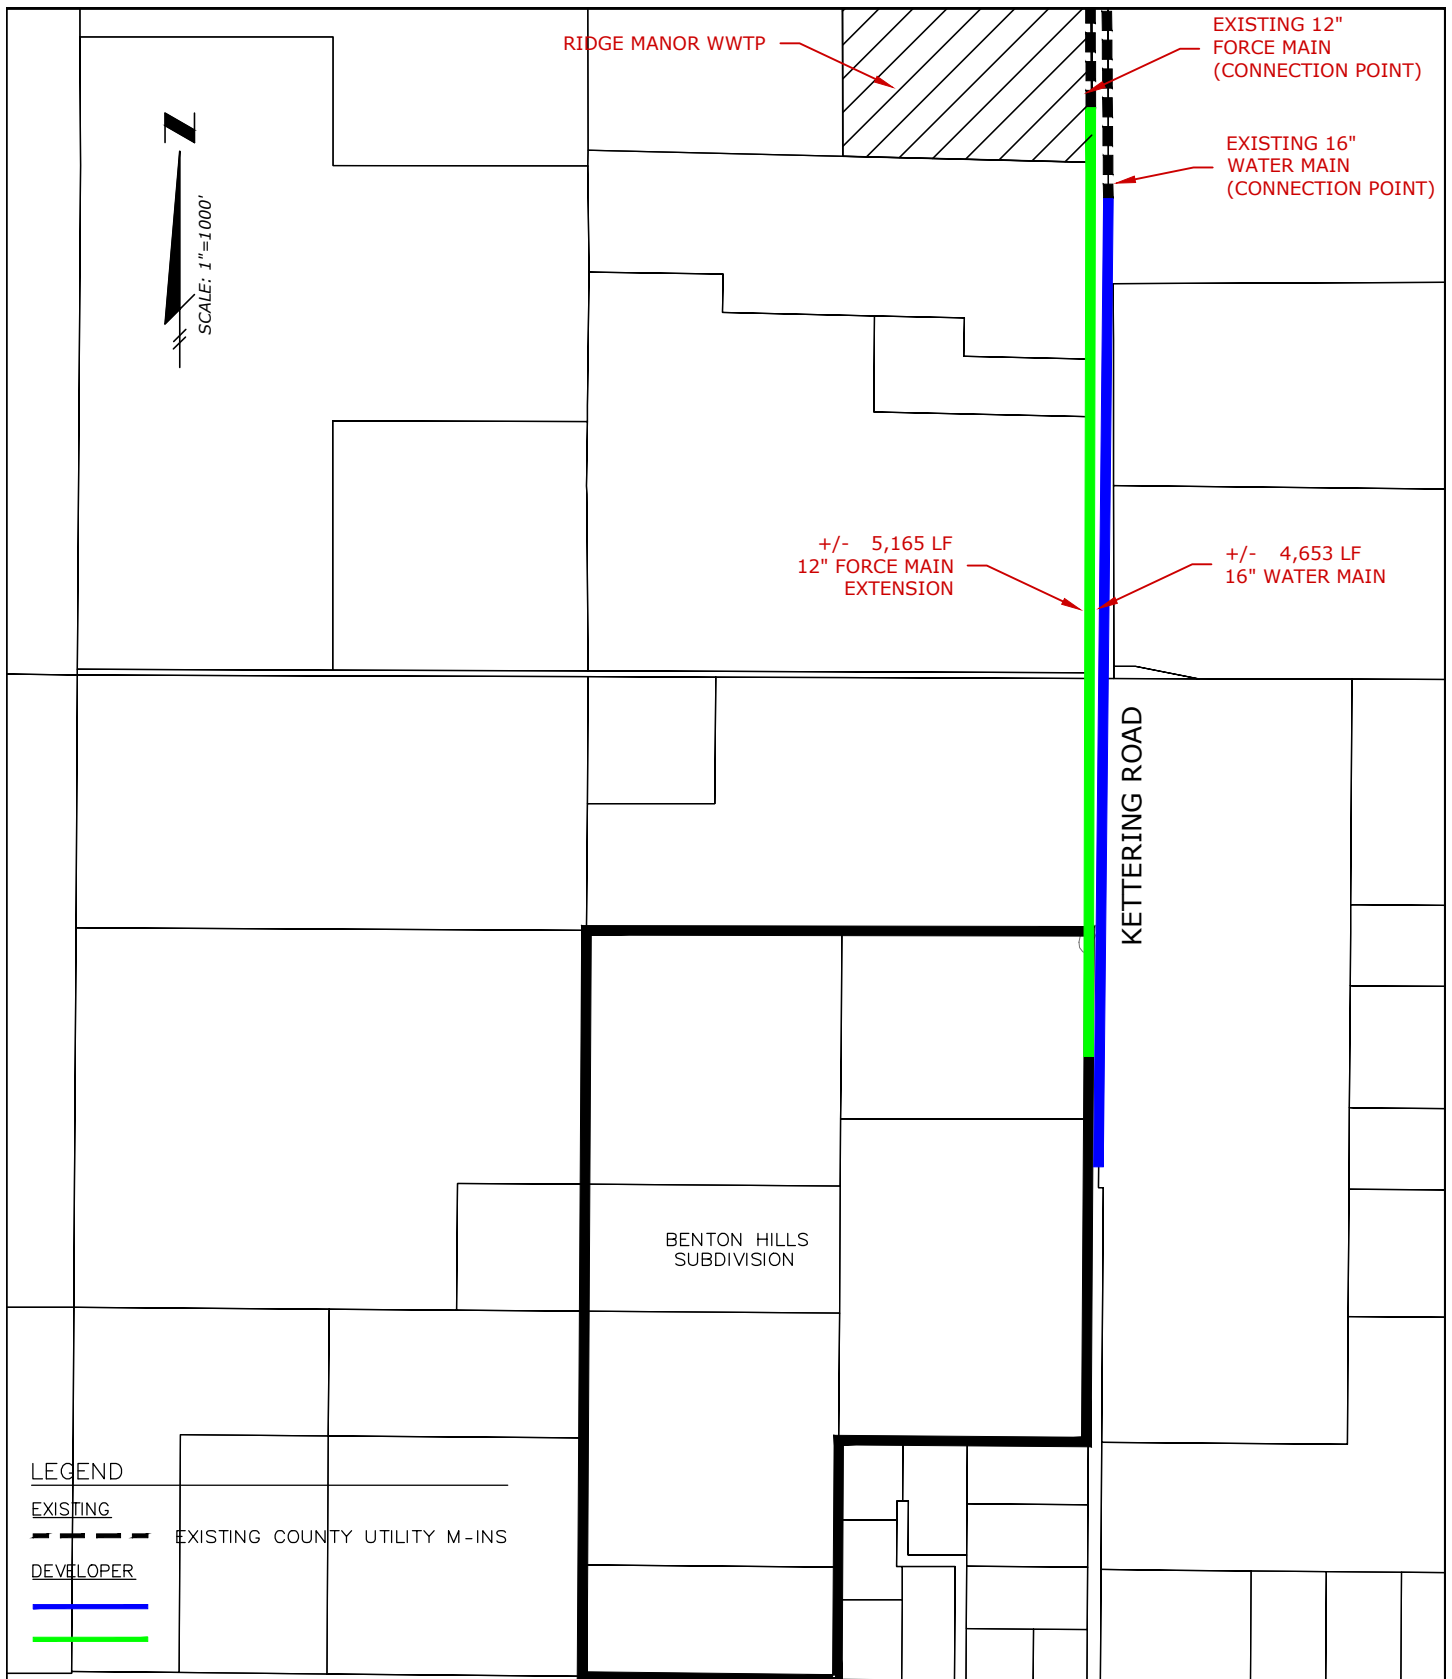 RIDGE MANOR WWTP
EXISTING 12"
FORCE MAIN
(CONNECTION POINT)
EXISTING 16"
WATER MAIN
(CONNECTION POINT)
N
SCALE: 1"=1000'
+/- 5,165 LF
12" FORCE MAIN
EXTENSION
+/- 4,653 LF
16" WATER MAIN
KETTERING ROAD
BENTON HILLS
SUBDIVISION
LEGEND
EXISTING
EXISTING COUNTY UTILITY M-INS
DEVELOPER